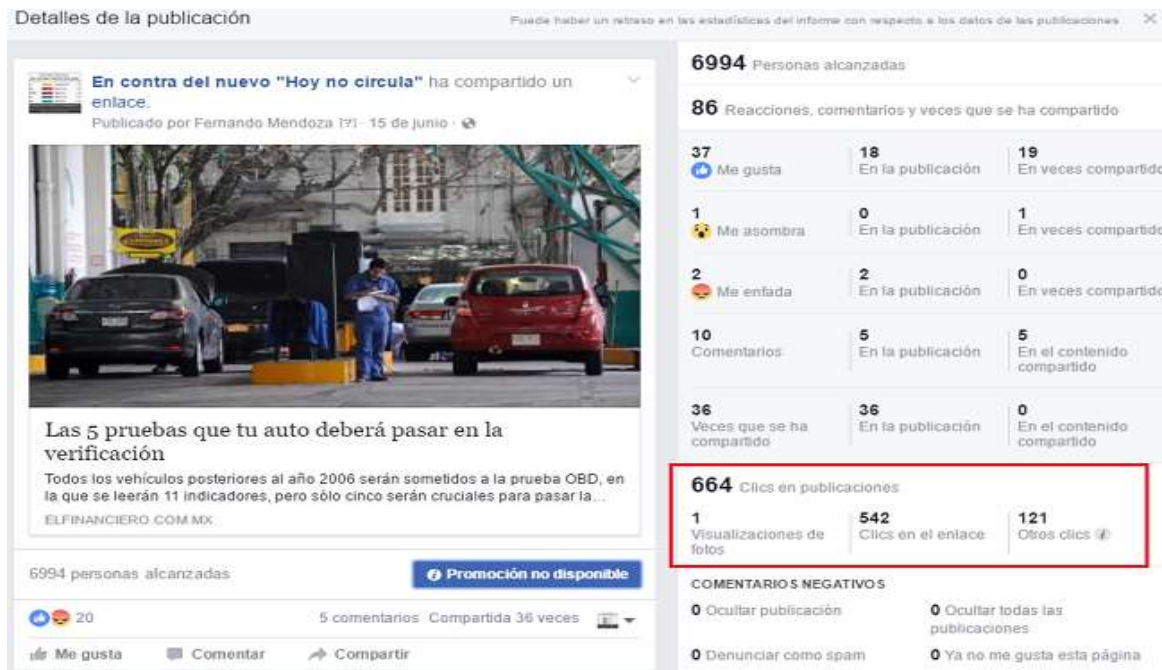 Detalles de la publicación
Puede haber un retraso en las estadísticas del informe con respecto a los datos de las publicaciones
En contra del nuevo "Hoy no circula" ha compartido un
enlace.
Publicado por Fernando Mendoza [?] · 15 de junio ·
Las 5 pruebas que tu auto deberá pasar en la
verificación
Todos los vehículos posteriores al año 2006 serán sometidos a la prueba OBD, en
la que se leerán 11 indicadores, pero sólo cinco serán cruciales para pasar la...
ELFINANCIERO.COM.MX
6994 personas alcanzadas
Promoción no disponible
20
5 comentarios Compartida 36 veces
Me gusta Comentar Compartir
6994 Personas alcanzadas
86 Reacciones, comentarios y veces que se ha compartido
37
Me gusta
18
En la publicación
19
En veces compartido
1
Me asombra
0
En la publicación
1
En veces compartido
2
Me enfada
2
En la publicación
0
En veces compartido
10
Comentarios
5
En la publicación
5
En el contenido
compartido
36
Veces que se ha
compartido
36
En la publicación
0
En el contenido
compartido
664 Clics en publicaciones
1
Visualizaciones de
fotos
542
Clics en el enlace
121
Otros clics
COMENTARIOS NEGATIVOS
0 Ocultar publicación
0 Ocultar todas las
publicaciones
0 Denunciar como spam
0 Ya no me gusta esta página